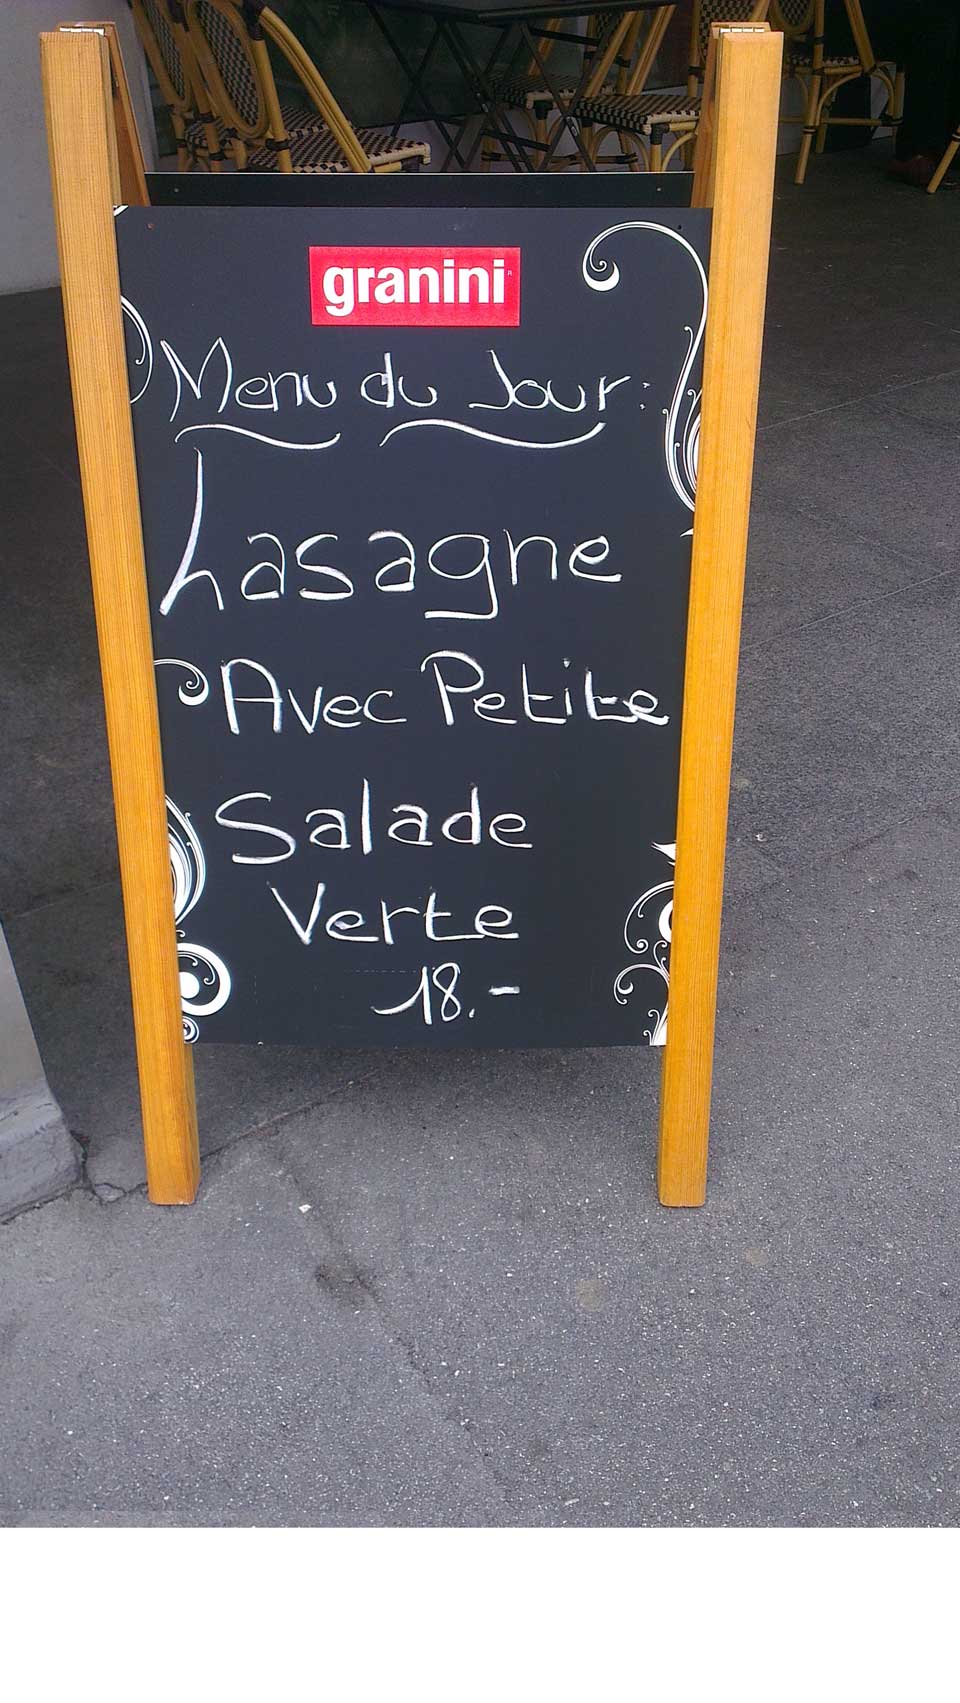 granini
Menu du Jour:
Lasagne
Avec Petite
Salade
Verte
18.-